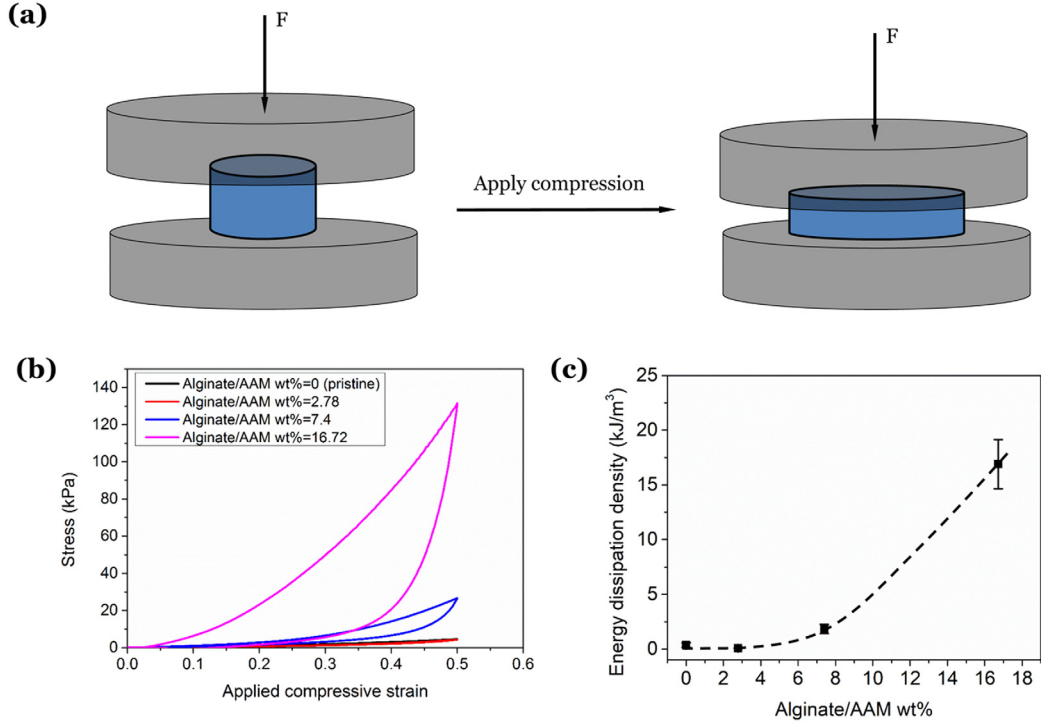 (a)
F
F
Apply compression
(b)
140
120
100
80
60
40
20
0
Stress (kPa)
Alginate/AAM wt%=0 (pristine)
Alginate/AAM wt%=2.78
Alginate/AAM wt%=7.4
Alginate/AAM wt%=16.72
0.0 0.1 0.2 0.3 0.4 0.5 0.6
Applied compressive strain
(c)
25
20
15
10
5
0
Energy dissipation density (kJ/m³)
0 2 4 6 8 10 12 14 16 18
Alginate/AAM wt%